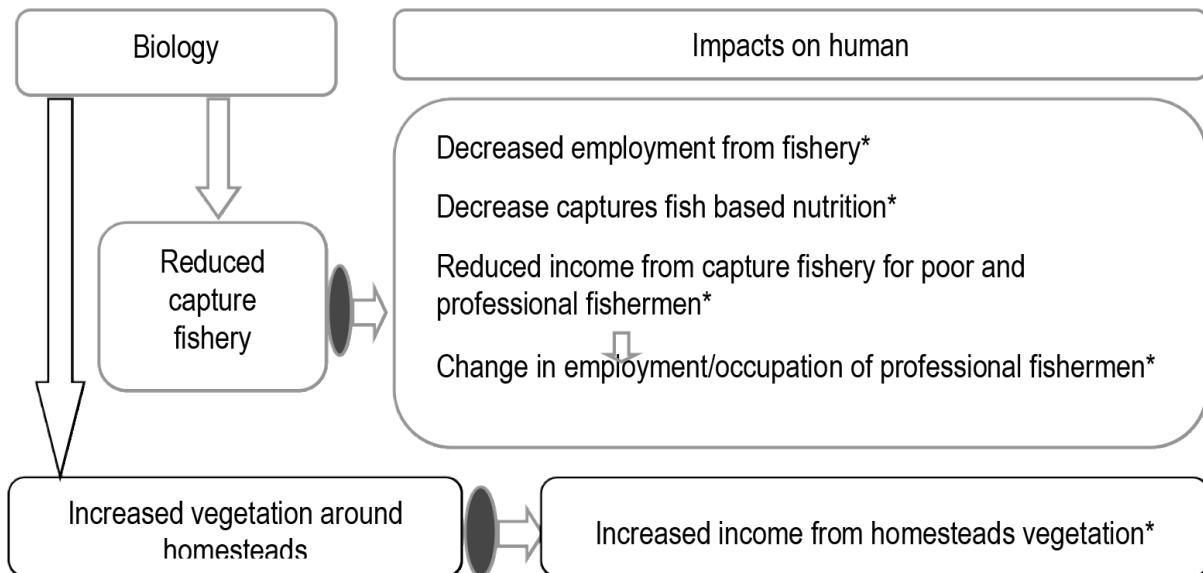 Biology
Impacts on human
Decreased employment from fishery*
Decrease captures fish based nutrition*
Reduced income from capture fishery for poor and
professional fishermen*
Change in employment/occupation of professional fishermen*
Reduced
capture
fishery
Increased vegetation around
homesteads
Increased income from homesteads vegetation*